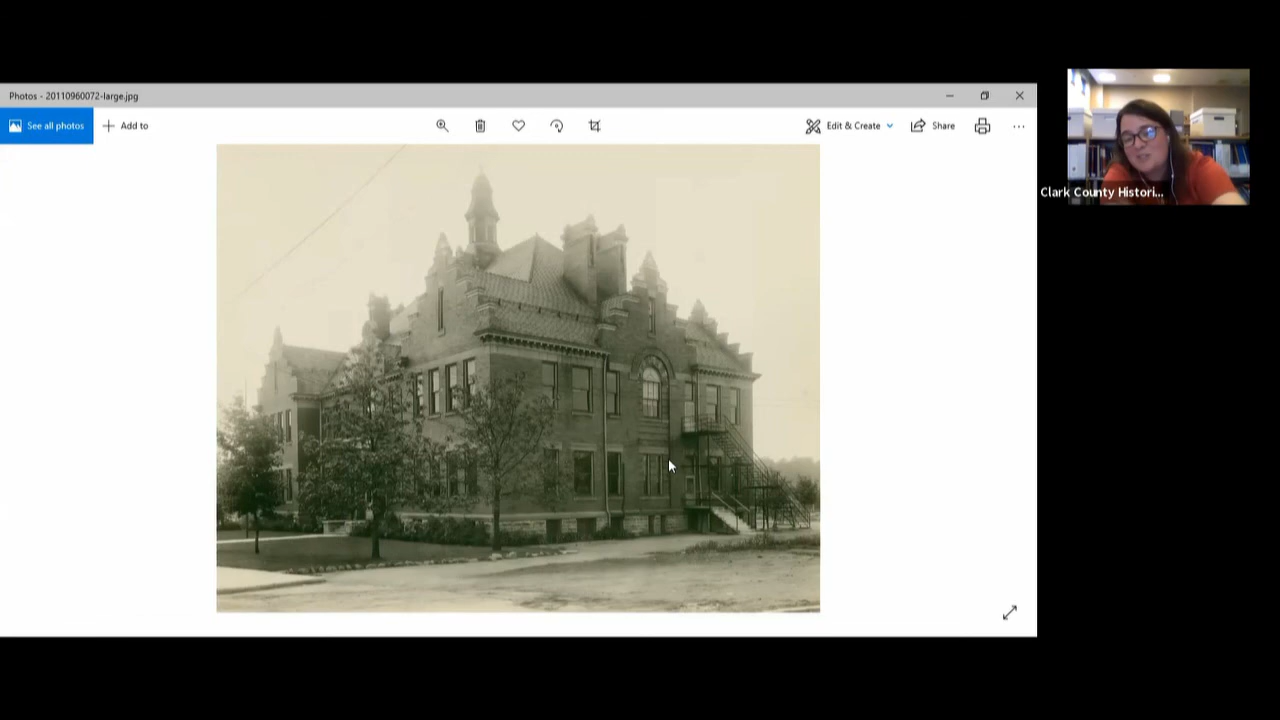 Photos - 20110960072-large.jpg
See all photos
Add to
Edit & Create
Share
Clark County Histori...